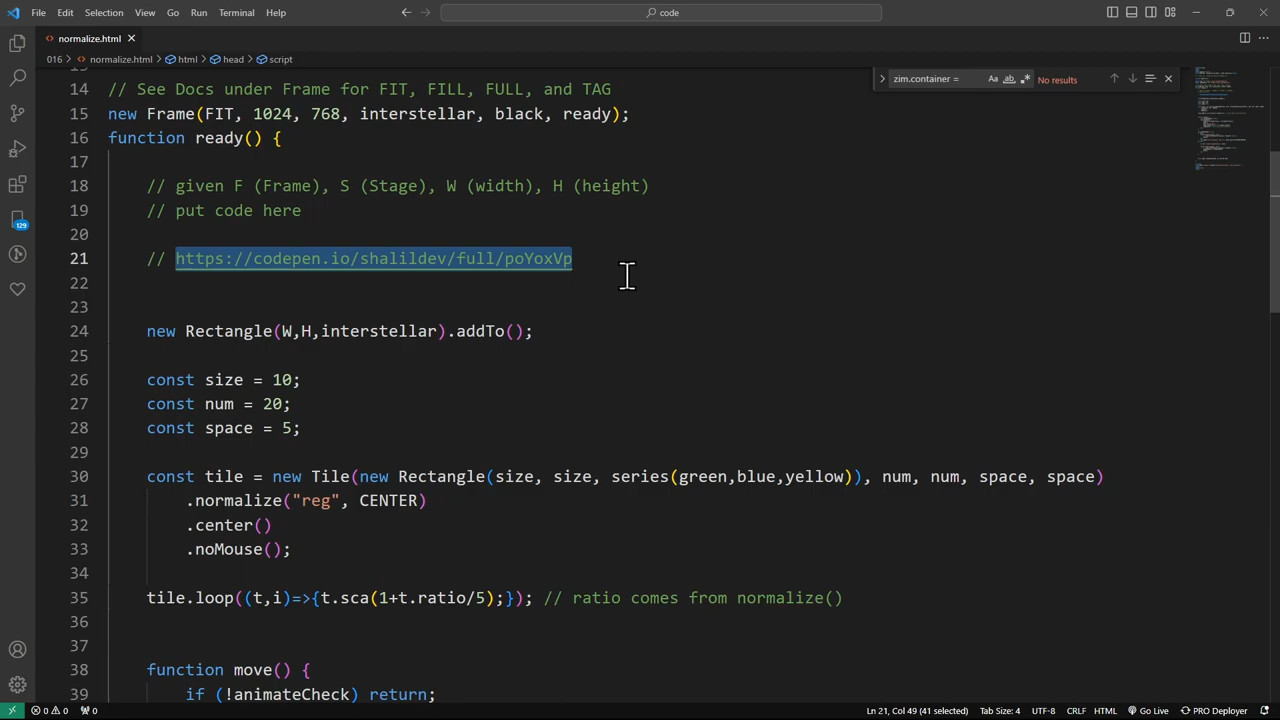 File Edit Selection View Go Run Terminal Help
code
normalize.html
016 > normalize.html > html > head > script
zim.container =
Aa ab .* No results
14 // See Docs under Frame for FIT, FILL, FULL, and TAG
15 new Frame(FIT, 1024, 768, interstellar, black, ready);
16 function ready() {
17
18 // given F (Frame), S (Stage), W (width), H (height)
19 // put code here
20
21 // https://codepen.io/shalildev/full/poYoxVp
22
23
24 new Rectangle(W,H,interstellar).addTo();
25
26 const size = 10;
27 const num = 20;
28 const space = 5;
29
30 const tile = new Tile(new Rectangle(size, size, series(green,blue,yellow)), num, num, space, space)
31 .normalize("reg", CENTER)
32 .center()
33 .noMouse();
34
35 tile.loop((t,i)=>{t.sca(1+t.ratio/5);}); // ratio comes from normalize()
36
37
38 function move() {
39 if (!animateCheck) return;
129
0 0 0 Ln 21, Col 49 (41 selected) Tab Size: 4 UTF-8 CRLF HTML Go Live PRO Deployer